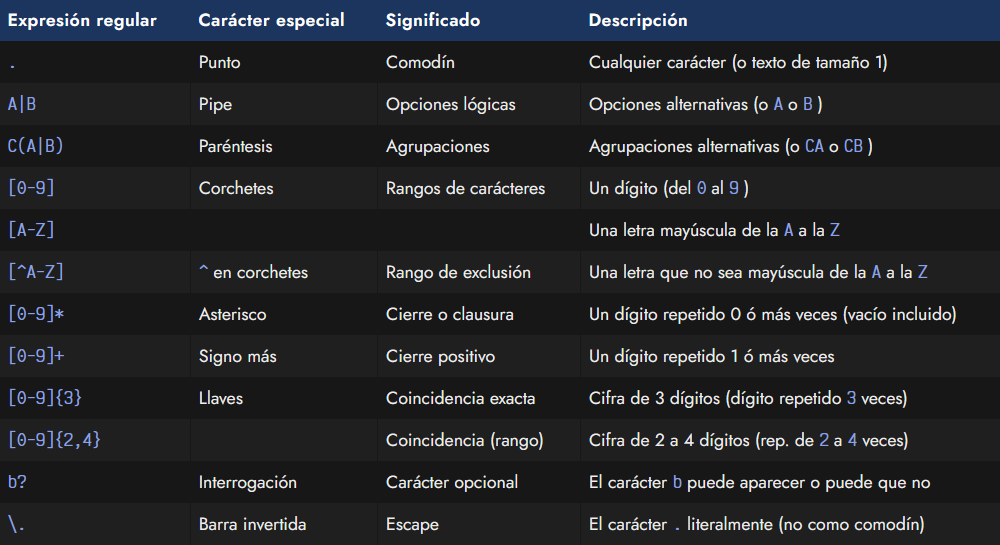 Expresión regular Carácter especial Significado Descripción
. Punto Comodín Cualquier carácter (o texto de tamaño 1)
A|B Pipe Opciones lógicas Opciones alternativas (o A o B )
C(A|B) Paréntesis Agrupaciones Agrupaciones alternativas (o CA o CB )
[0-9] Corchetes Rangos de carácteres Un dígito (del 0 al 9 )
[A-Z] Una letra mayúscula de la A a la Z
[^A-Z] ^ en corchetes Rango de exclusión Una letra que no sea mayúscula de la A a la Z
[0-9]* Asterisco Cierre o clausura Un dígito repetido 0 ó más veces (vacío incluido)
[0-9]+ Signo más Cierre positivo Un dígito repetido 1 ó más veces
[0-9]{3} Llaves Coincidencia exacta Cifra de 3 dígitos (dígito repetido 3 veces)
[0-9]{2,4} Coincidencia (rango) Cifra de 2 a 4 dígitos (rep. de 2 a 4 veces)
b? Interrogación Carácter opcional El carácter b puede aparecer o puede que no
\. Barra invertida Escape El carácter . literalmente (no como comodín)